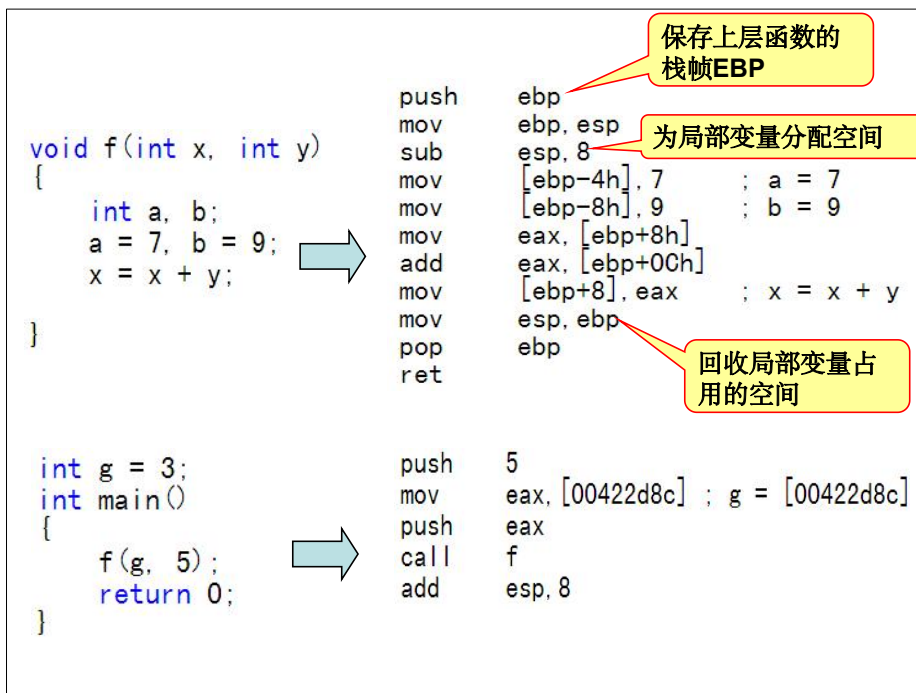 保存上层函数的
栈帧EBP
push ebp
mov ebp, esp
sub esp, 8
为局部变量分配空间
mov [ebp-4h], 7 ; a = 7
mov [ebp-8h], 9 ; b = 9
mov eax, [ebp+8h]
add eax, [ebp+0Ch]
mov [ebp+8], eax ; x = x + y
mov esp, ebp
pop ebp
ret
回收局部变量占
用的空间
void f(int x, int y)
{
int a, b;
a = 7, b = 9;
x = x + y;
}
int g = 3;
int main()
{
f(g, 5);
return 0;
}
push 5
mov eax, [00422d8c] ; g = [00422d8c]
push eax
call f
add esp, 8